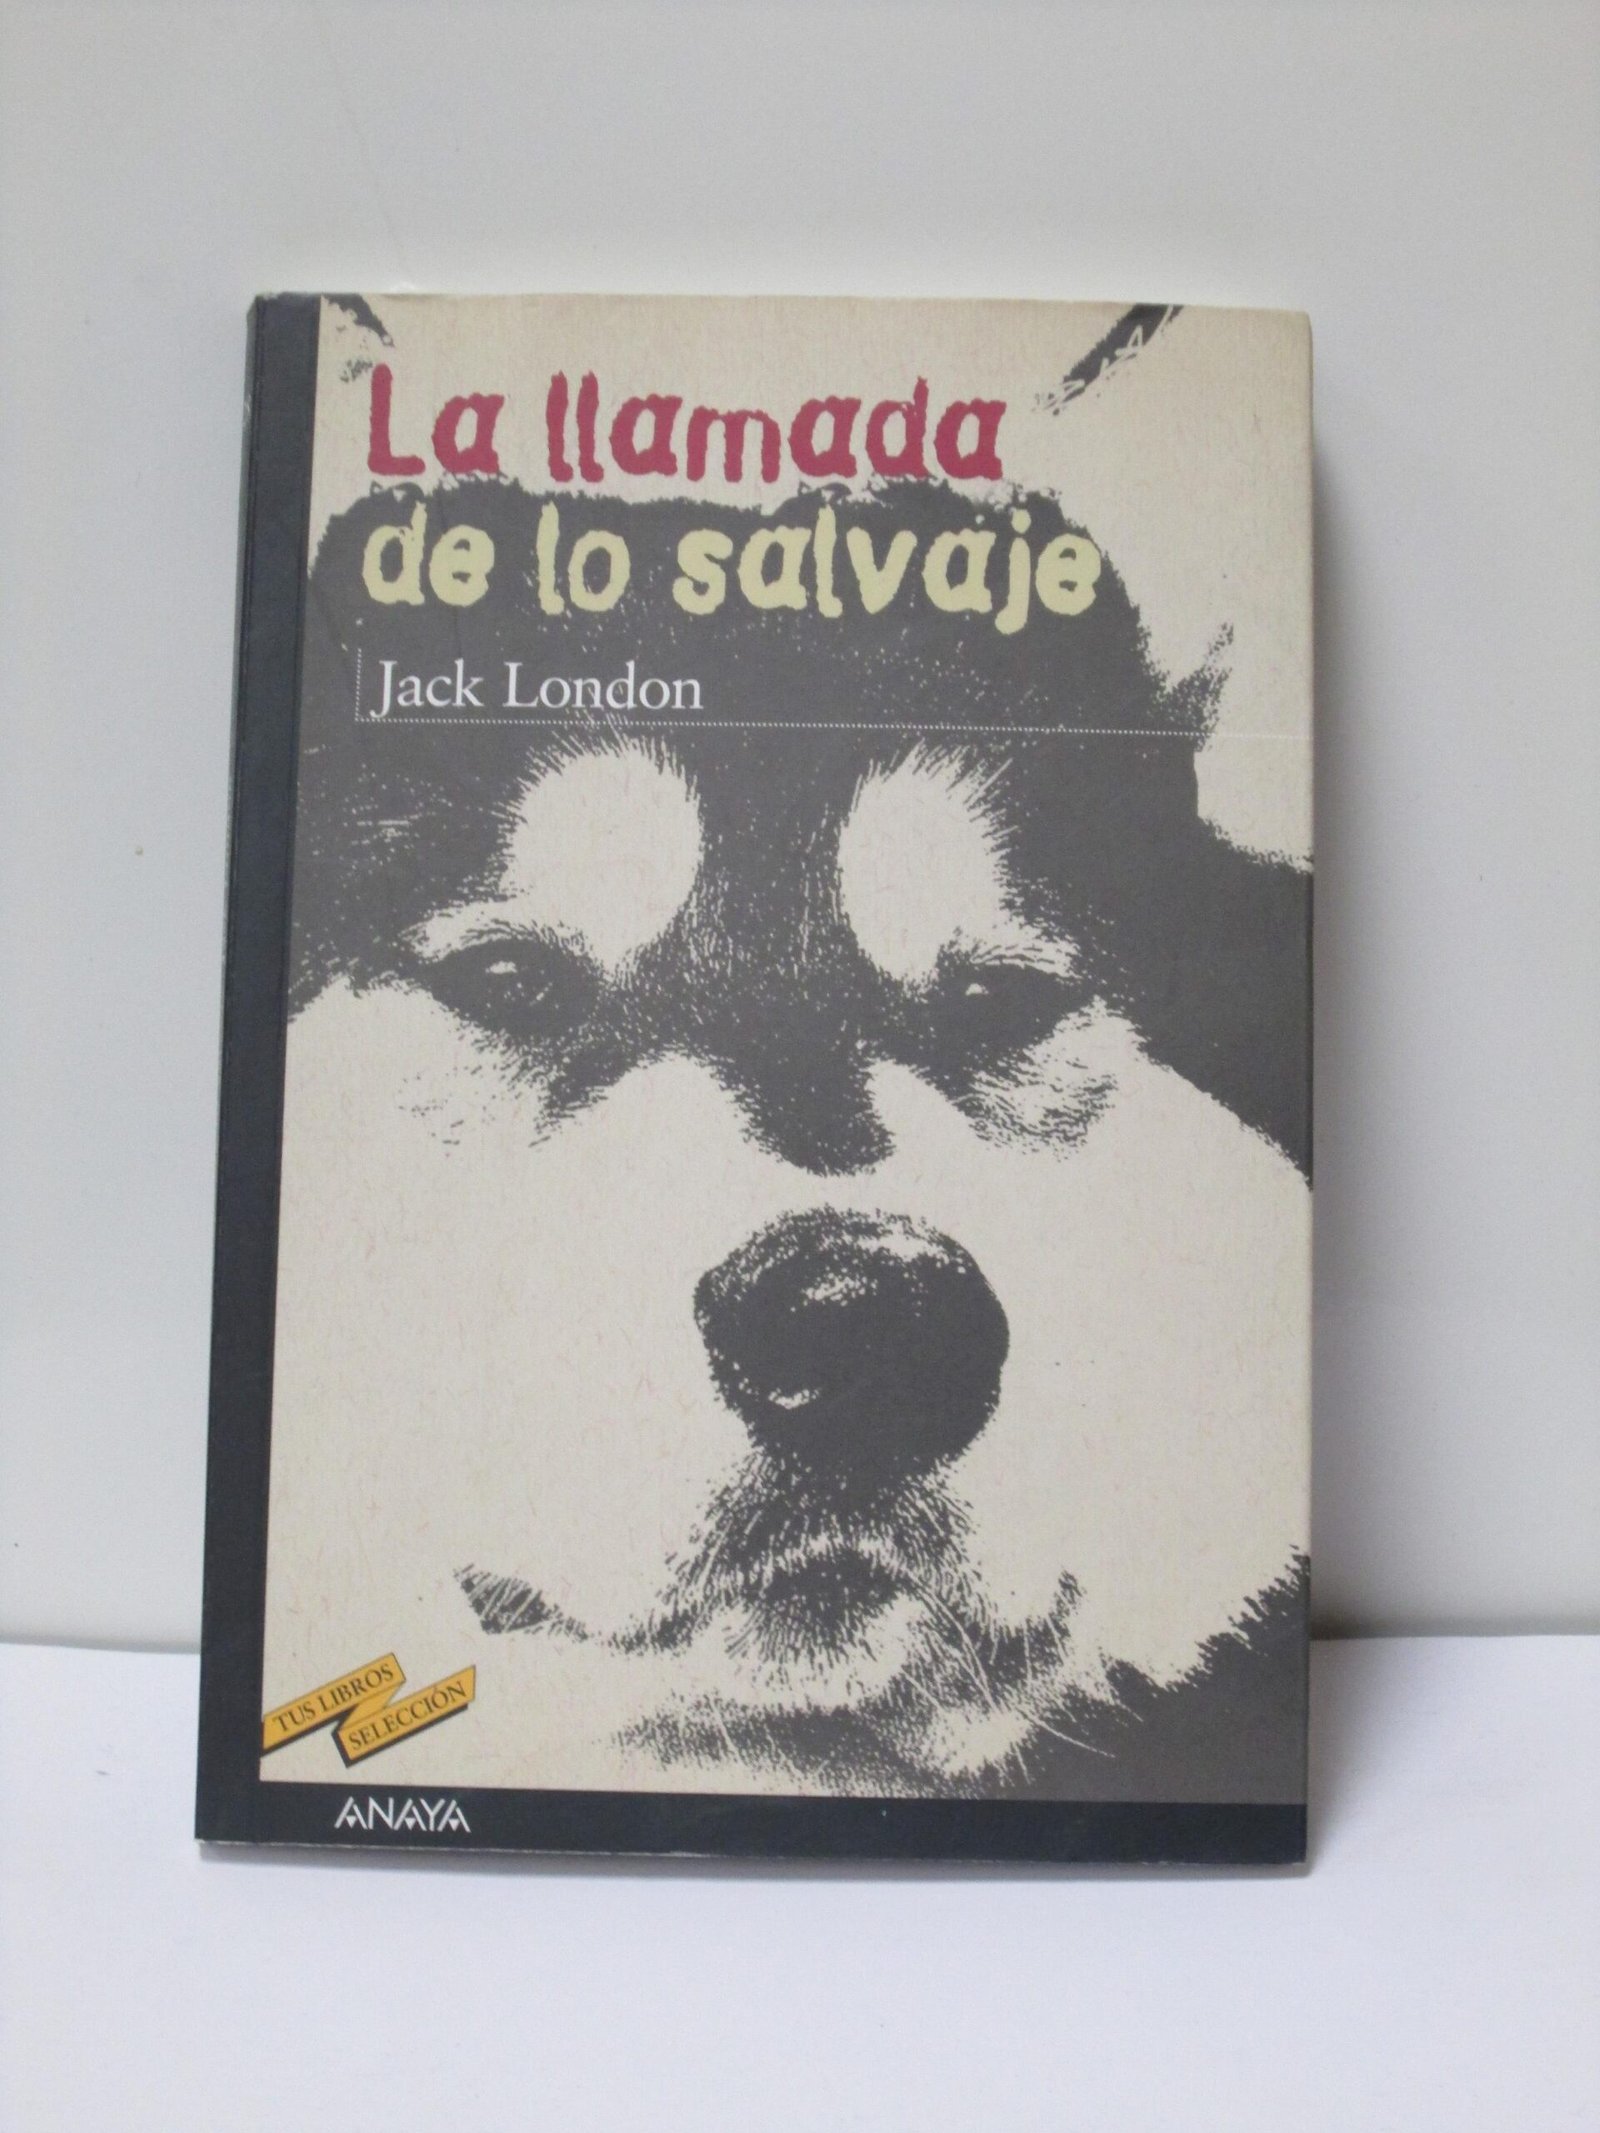 La llamada
de lo salvaje
Jack London
TUS LIBROS
SELECCIÓN
ANAYA